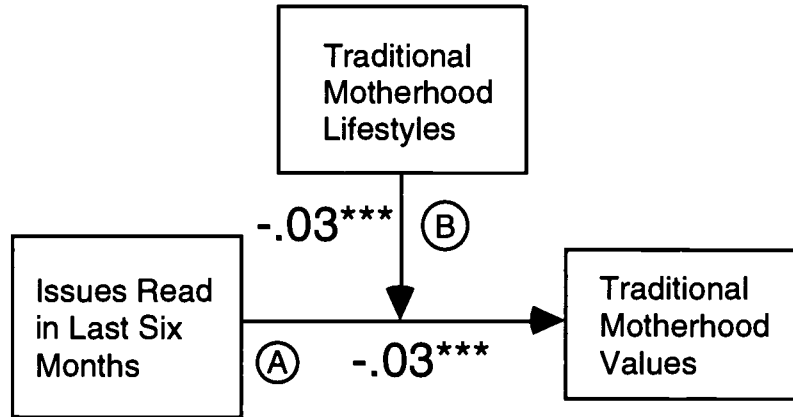 Traditional
Motherhood
Lifestyles
-.03***
B
Issues Read
in Last Six
Months
A
-.03***
Traditional
Motherhood
Values